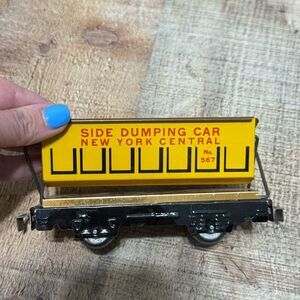 SIDE DUMPING CAR
NEW YORK CENTRAL
No.
567